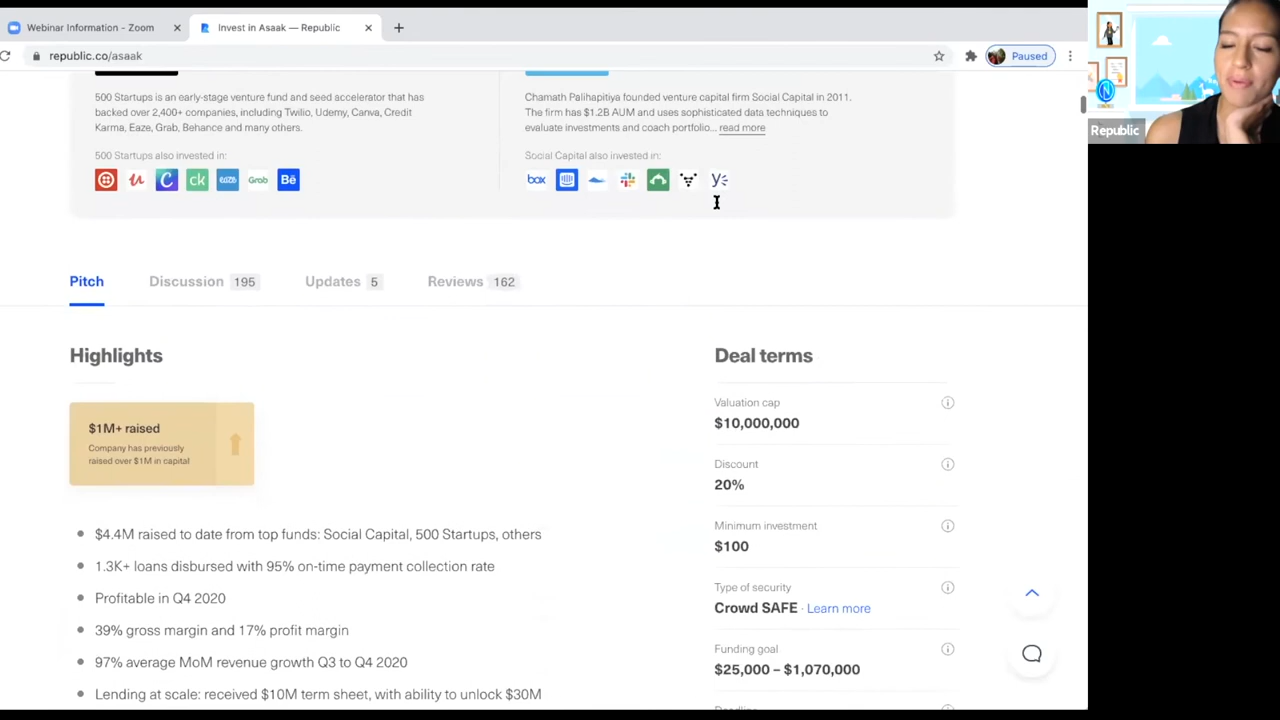 Webinar Information - Zoom
Invest in Asaak — Republic
republic.co/asaak
Paused
Republic
500 Startups is an early-stage venture fund and seed accelerator that has
backed over 2,400+ companies, including Twilio, Udemy, Canva, Credit
Karma, Eaze, Grab, Behance and many others.
500 Startups also invested in:
ck
eaze
Grab
Bē
Chamath Palihapitiya founded venture capital firm Social Capital in 2011.
The firm has $1.2B AUM and uses sophisticated data techniques to
evaluate investments and coach portfolio... read more
Social Capital also invested in:
box
Pitch
Discussion 195
Updates 5
Reviews 162
Highlights
$1M+ raised
Company has previously
raised over $1M in capital
$4.4M raised to date from top funds: Social Capital, 500 Startups, others
1.3K+ loans disbursed with 95% on-time payment collection rate
Profitable in Q4 2020
39% gross margin and 17% profit margin
97% average MoM revenue growth Q3 to Q4 2020
Lending at scale: received $10M term sheet, with ability to unlock $30M
Deal terms
Valuation cap
$10,000,000
Discount
20%
Minimum investment
$100
Type of security
Crowd SAFE · Learn more
Funding goal
$25,000 – $1,070,000